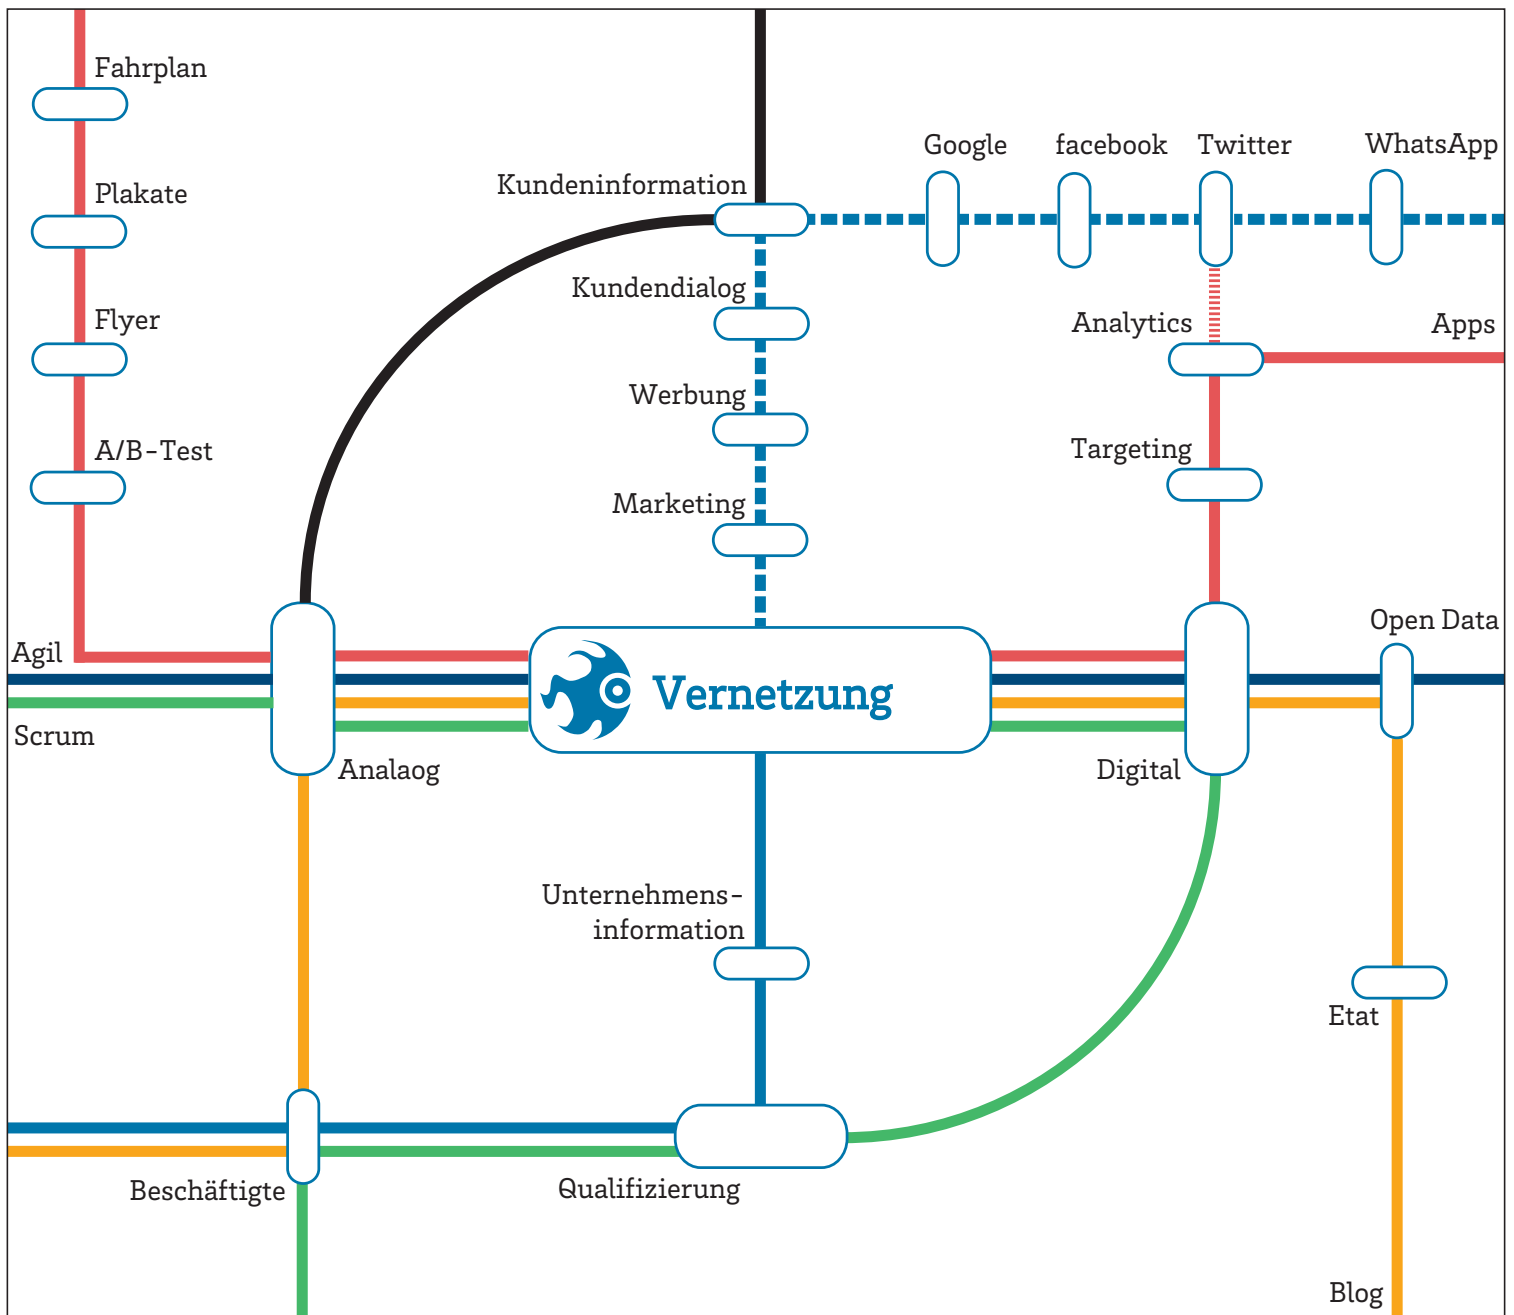 Fahrplan
Plakate
Flyer
A/B-Test
Kundeninformation
Kundendialog
Werbung
Marketing
Google
facebook
Twitter
WhatsApp
Analytics
Apps
Targeting
Open Data
Agil
Scrum
Vernetzung
Analaog
Digital
Unternehmens-
information
Etat
Beschäftigte
Qualifizierung
Blog